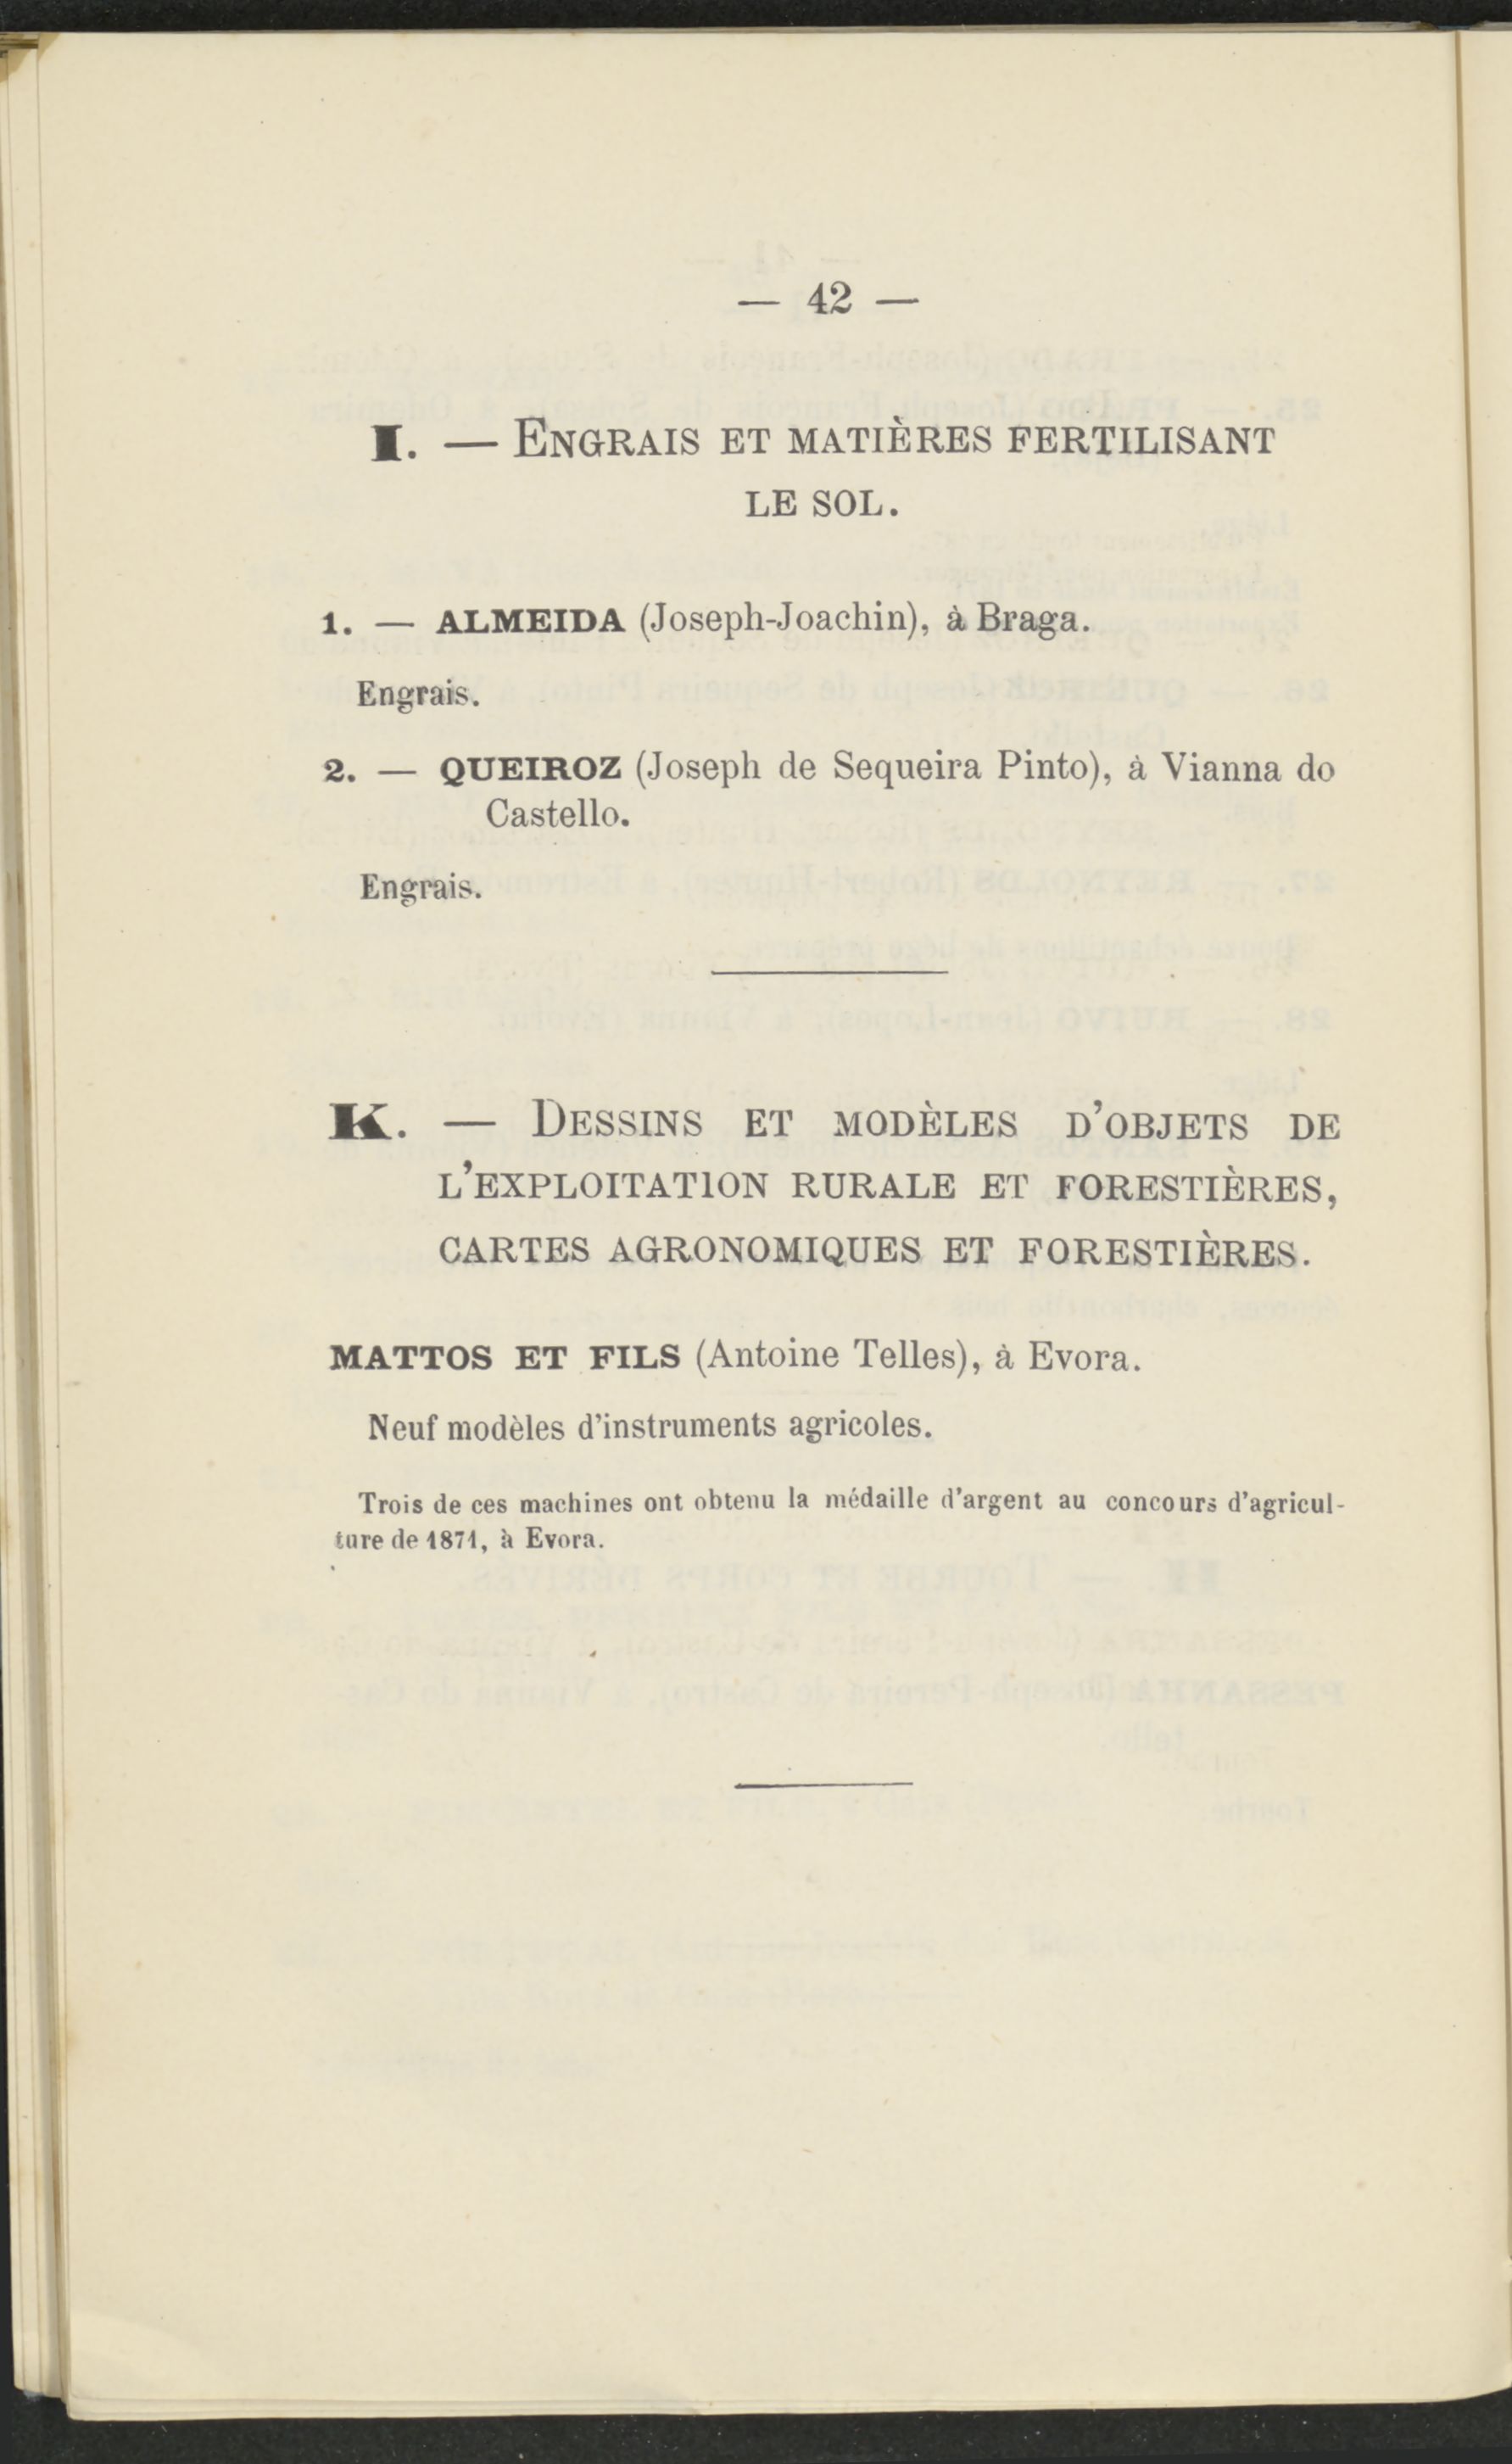 — 42 —
I. — ENGRAIS ET MATIÈRES FERTILISANT
LE SOL.
1. — ALMEIDA (Joseph-Joachin), à Braga.
Engrais.
2. — QUEIROZ (Joseph de Sequeira Pinto), à Vianna do
Castello.
Engrais.
K. — DESSINS ET MODÈLES D'OBJETS DE
L'EXPLOITATION RURALE ET FORESTIÈRES,
CARTES AGRONOMIQUES ET FORESTIÈRES.
MATTOS ET FILS (Antoine Telles), à Evora.
Neuf modèles d'instruments agricoles.
Trois de ces machines ont obtenu la médaille d'argent au concours d'agricul-
ture de 1871, à Evora.